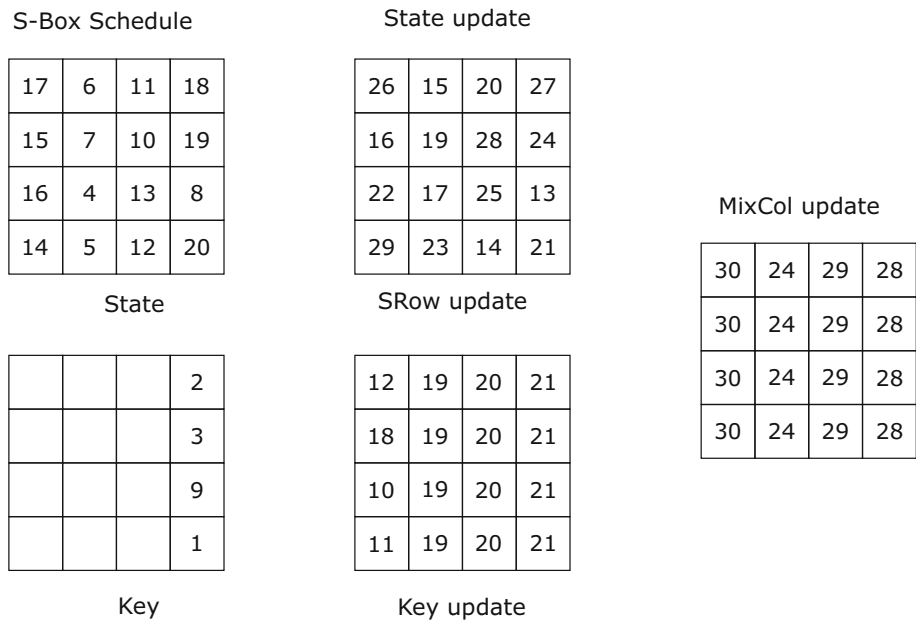 S-Box Schedule
17 6 11 18
15 7 10 19
16 4 13 8
14 5 12 20
State
2
3
9
1
Key
State update
26 15 20 27
16 19 28 24
22 17 25 13
29 23 14 21
SRow update
12 19 20 21
18 19 20 21
10 19 20 21
11 19 20 21
Key update
MixCol update
30 24 29 28
30 24 29 28
30 24 29 28
30 24 29 28